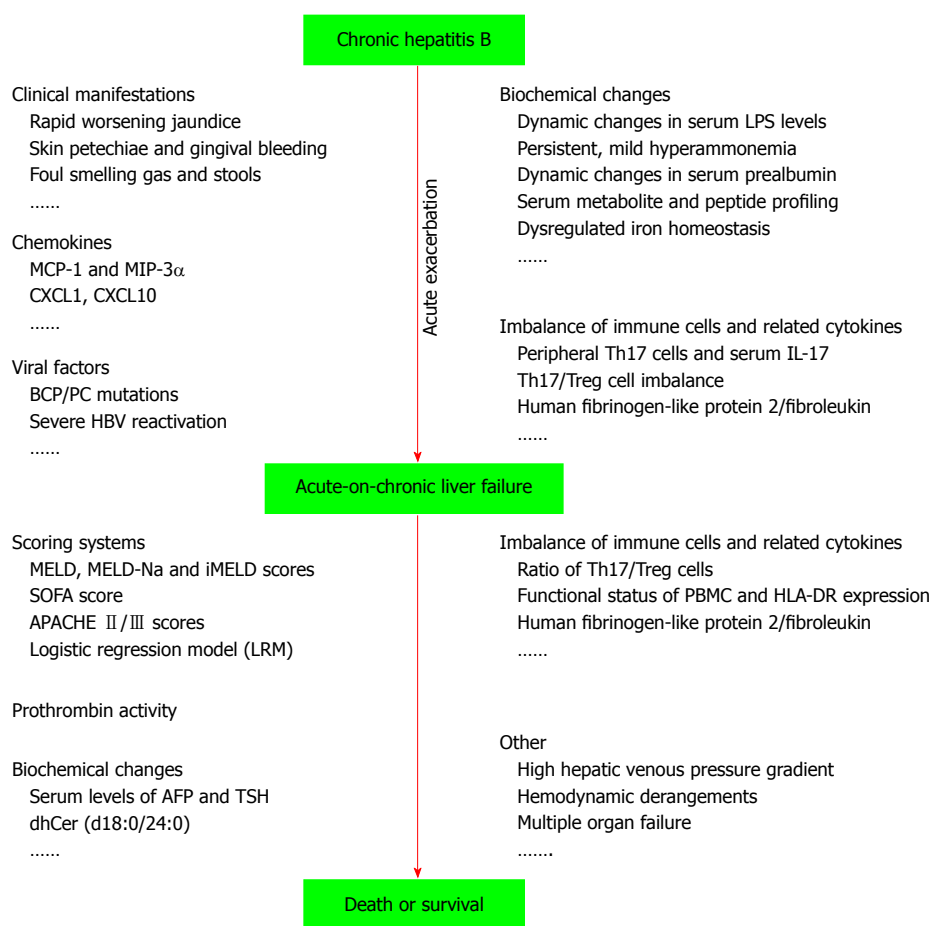 Chronic hepatitis B
Clinical manifestations
Rapid worsening jaundice
Skin petechiae and gingival bleeding
Foul smelling gas and stools
……
Chemokines
MCP-1 and MIP-3α
CXCL1, CXCL10
……
Viral factors
BCP/PC mutations
Severe HBV reactivation
……
Acute exacerbation
Biochemical changes
Dynamic changes in serum LPS levels
Persistent, mild hyperammonemia
Dynamic changes in serum prealbumin
Serum metabolite and peptide profiling
Dysregulated iron homeostasis
……
Imbalance of immune cells and related cytokines
Peripheral Th17 cells and serum IL-17
Th17/Treg cell imbalance
Human fibrinogen-like protein 2/fibroleukin
……
Acute-on-chronic liver failure
Scoring systems
MELD, MELD-Na and iMELD scores
SOFA score
APACHE Ⅱ/Ⅲ scores
Logistic regression model (LRM)
Prothrombin activity
Biochemical changes
Serum levels of AFP and TSH
dhCer (d18:0/24:0)
……
Imbalance of immune cells and related cytokines
Ratio of Th17/Treg cells
Functional status of PBMC and HLA-DR expression
Human fibrinogen-like protein 2/fibroleukin
……
Other
High hepatic venous pressure gradient
Hemodynamic derangements
Multiple organ failure
…….
Death or survival